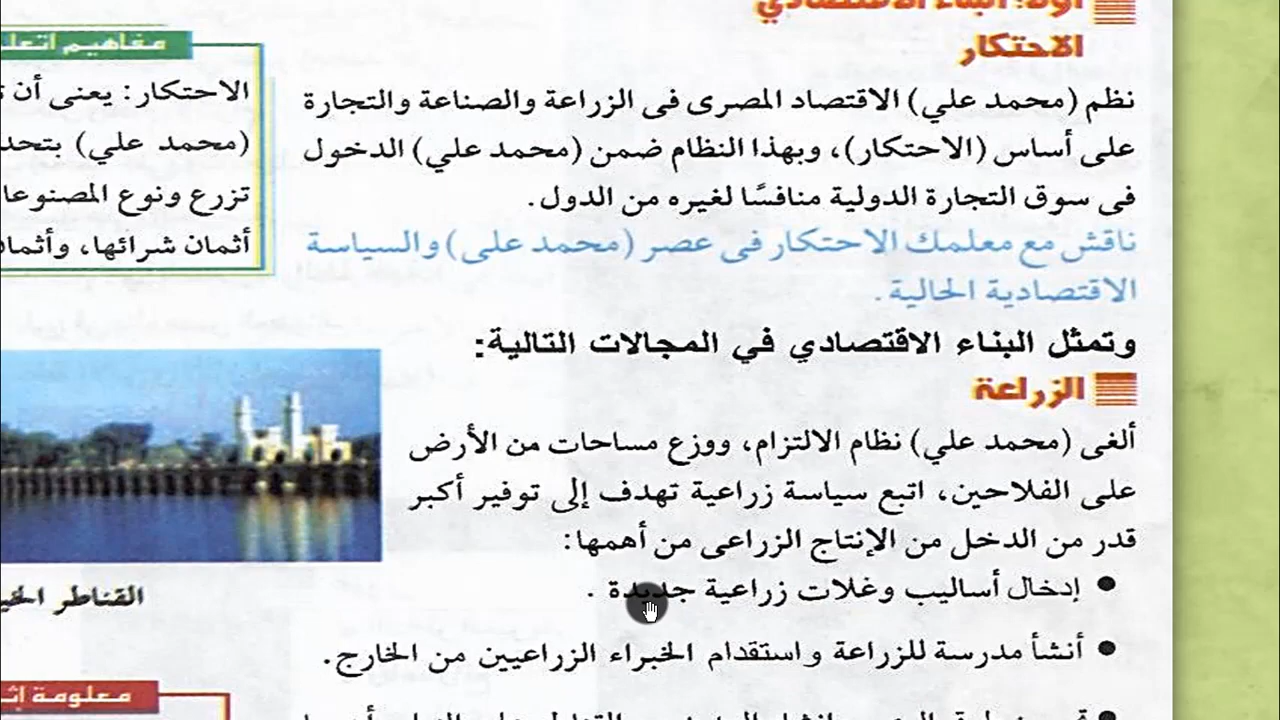 أولًا: البناء الاقتصادي
الاحتكار
نظم (محمد علي) الاقتصاد المصرى فى الزراعة والصناعة والتجارة
على أساس (الاحتكار)، وبهذا النظام ضمن (محمد علي) الدخول
فى سوق التجارة الدولية منافسًا لغيره من الدول.
ناقش مع معلمك الاحتكار فى عصر (محمد على) والسياسة
الاقتصادية الحالية.
وتمثل البناء الاقتصادي في المجالات التالية:
الزراعة
ألغى (محمد علي) نظام الالتزام، ووزع مساحات من الأرض
على الفلاحين، اتبع سياسة زراعية تهدف إلى توفير أكبر
قدر من الدخل من الإنتاج الزراعى من أهمها:
● إدخال أساليب وغلات زراعية جديدة .
● أنشأ مدرسة للزراعة واستقدام الخبراء الزراعيين من الخارج.
مفاهيم
الاحتكار: يعنى أن
(محمد علي)
تزرع ونوع
أثمان شرائها،
القناطر
معلومة